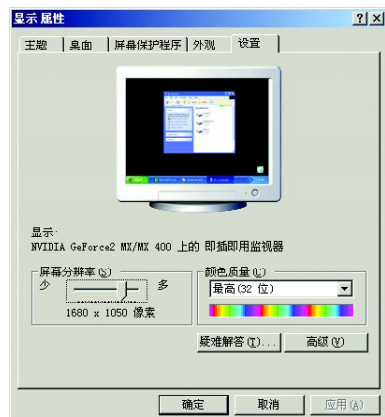 显示 属性
主题 桌面 屏幕保护程序 外观 设置
显示:
NVIDIA GeForce2 MX/MX 400 上的 即插即用监视器
屏幕分辨率(S) 颜色质量(C)
少 多 最高(32 位)
1680 x 1050 像素
疑难解答(T)... 高级(V)
确定 取消 应用(A)